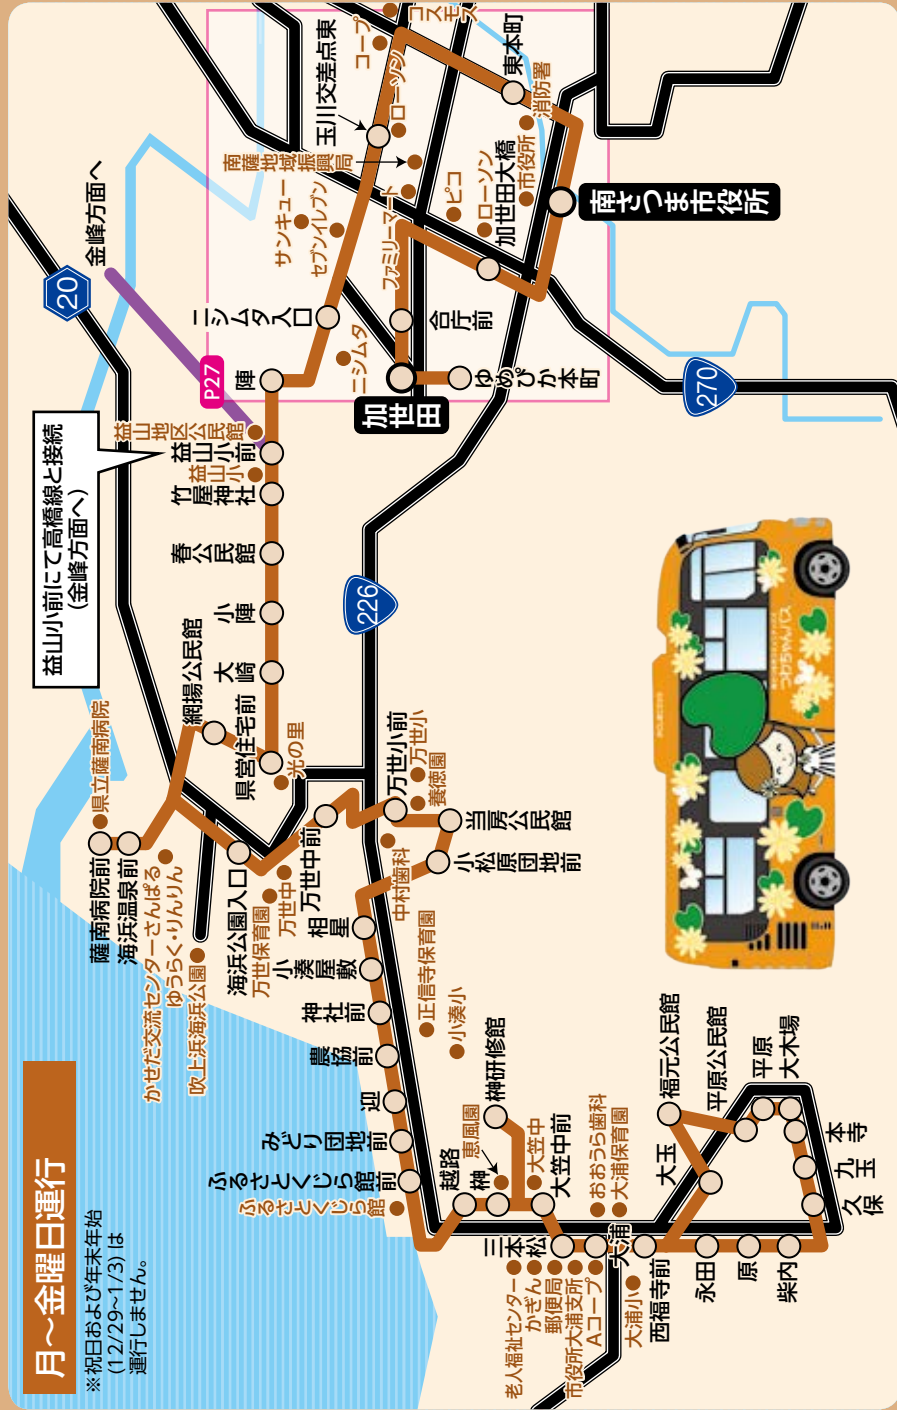 月～金曜日運行
※祝日および年末年始
(12/29～1/3)は
運行しません。
益山小前にて高橋線と接続
(金峰方面へ)
金峰方面へ
P27
20
226
270
薩南病院前
県立薩南病院
海浜温泉前
かせだ交流センターさんぱる
ゆうらく・りんりん
吹上浜海浜公園
海浜公園入口
網揚公民館
県営住宅前
光の里
大崎
小陣
春公民館
竹屋神社
益山小
益山小前
益山地区公民館
陣
ニシムタ入口
ニシムタ
セブンイレブン
サンキュー
南薩地域振興局
玉川交差点東
ローソン
コープ
コスモス
東本町
消防署
市役所
南さつま市役所
加世田大橋
ローソン
ピコ
ファミリーマート
合庁前
加世田
ゆめぴか本町
万世保育園
万世中
万世中前
万世小前
万世小
養徳園
当房公民館
小松原団地前
中村歯科
相星
小湊屋敷
正信寺保育園
小湊小
神社前
農協前
迎
みどり団地前
ふるさとくじら館前
ふるさとくじら館
越路
榊
恵風園
榊研修館
大笠中
大笠中前
三本松
大浦
おおうら歯科
大浦保育園
老人福祉センター
かぎん
郵便局
市役所大浦支所
Aコープ
大浦小
西福寺前
大玉
福元公民館
平原公民館
平原
大木場
本寺
九玉
久保
永田
原
柴内
つわちゃんバス